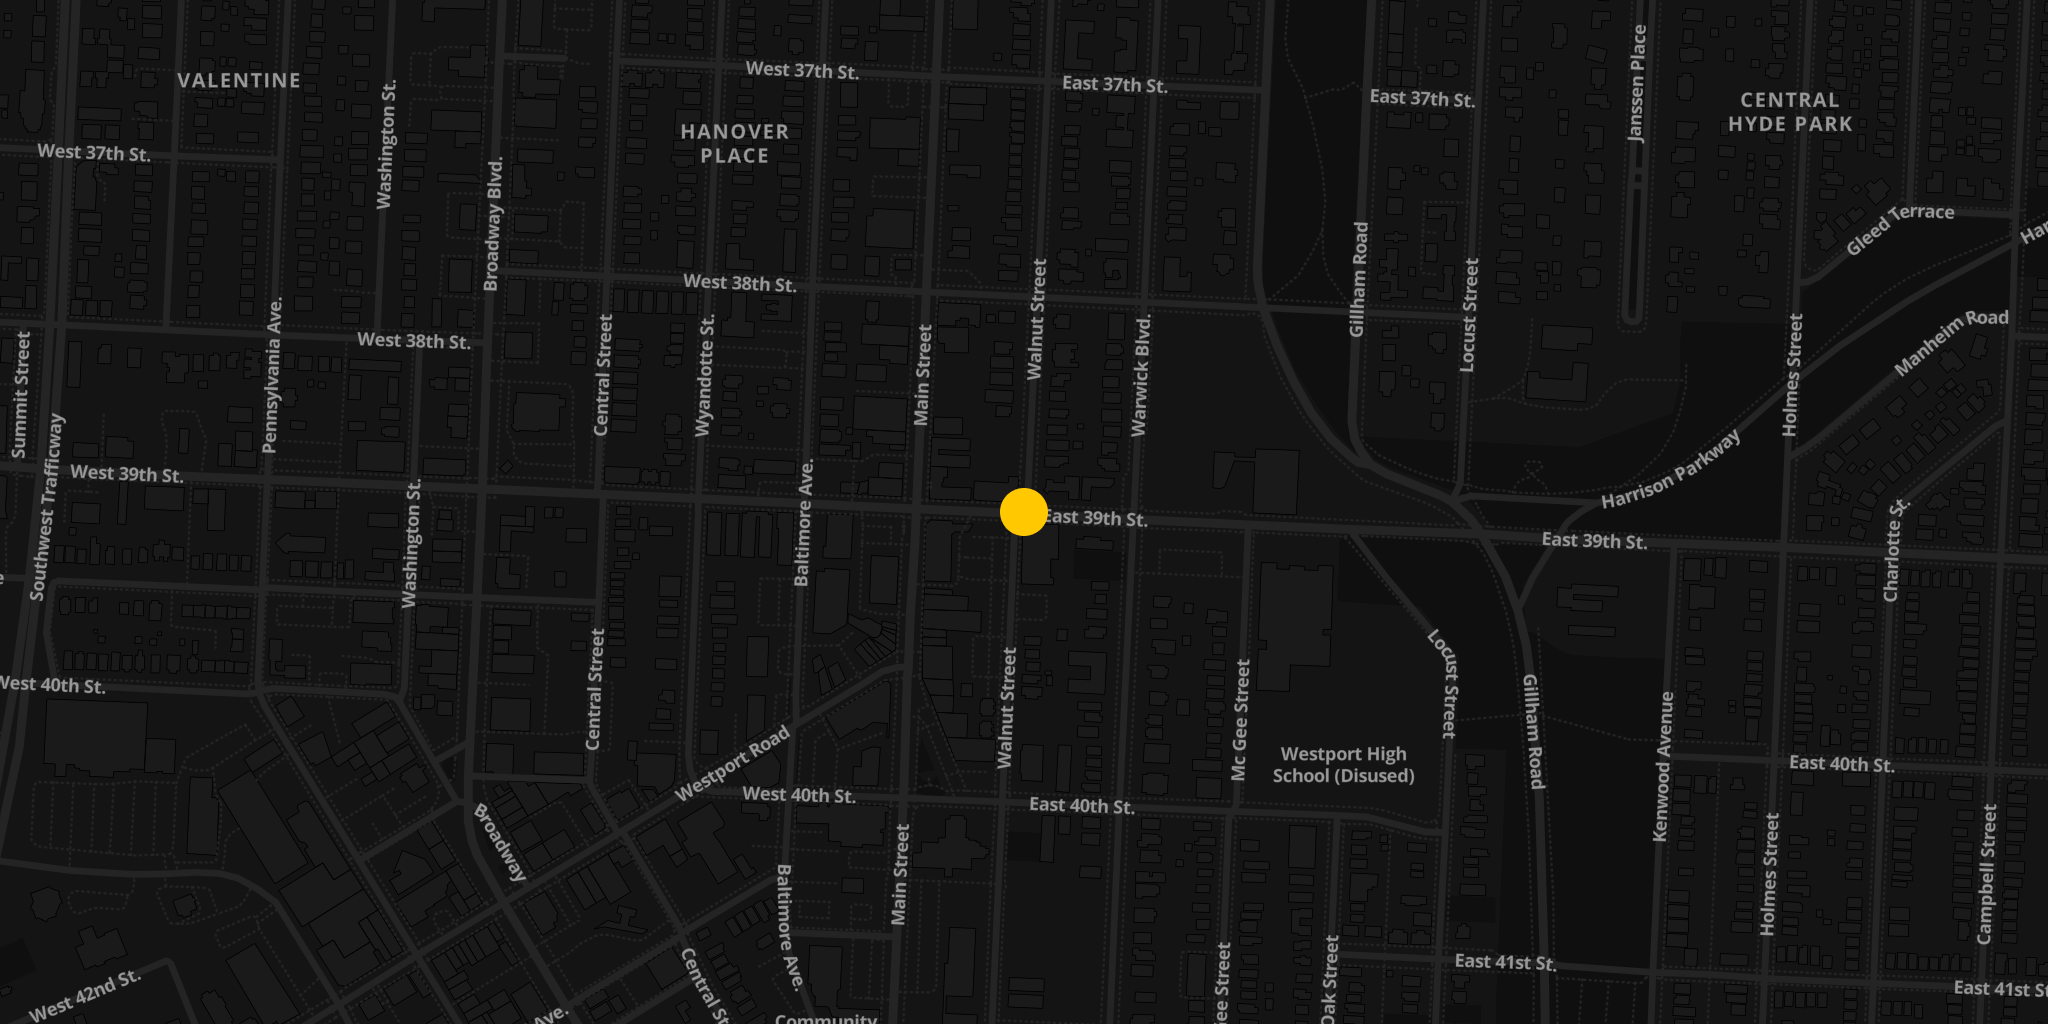 VALENTINE
West 37th St.
East 37th St.
East 37th St.
Janssen Place
CENTRAL
HYDE PARK
HANOVER
PLACE
West 37th St.
Washington St.
Broadway Blvd.
Gleed Terrace
Gillham Road
Locust Street
Walnut Street
West 38th St.
Manheim Road
Pennsylvania Ave.
West 38th St.
Summit Street
Central Street
Wyandotte St.
Main Street
Warwick Blvd.
Holmes Street
Harrison Parkway
West 39th St.
Southwest Trafficway
Washington St.
Baltimore Ave.
East 39th St.
East 39th St.
Charlotte St.
West 40th St.
Central Street
Westport Road
Walnut Street
Mc Gee Street
Locust Street
Gillham Road
Kenwood Avenue
Westport High
School (Disused)
East 40th St.
West 40th St.
East 40th St.
Broadway
Main Street
Holmes Street
Campbell Street
Baltimore Ave.
Central St
West 42nd St.
East 41st St.
East 41st St
Oak Street
ee Street
Ave.
Community
Har